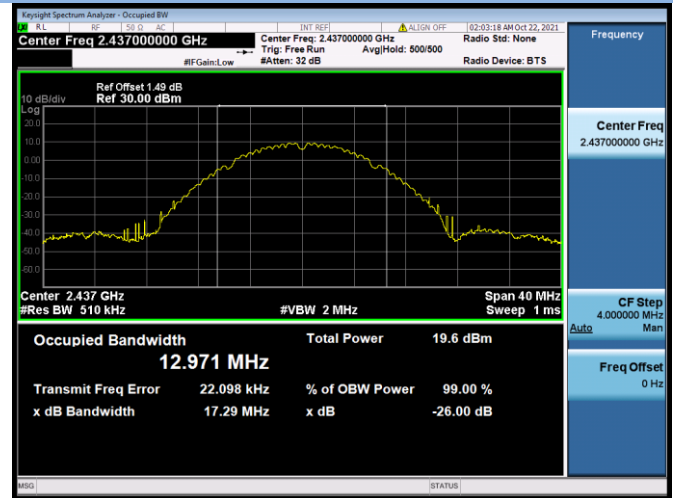 Keysight Spectrum Analyzer - Occupied BW
RL RF 50 Ω AC INT REF ALIGN OFF 02:03:18 AM Oct 22, 2021
Center Freq 2.437000000 GHz
Center Freq: 2.437000000 GHz Radio Std: None
Trig: Free Run Avg|Hold: 500/500
#IFGain:Low #Atten: 32 dB Radio Device: BTS
Frequency
Ref Offset 1.49 dB
10 dB/div Ref 30.00 dBm
Log
20.0
10.0
0.00
-10.0
-20.0
-30.0
-40.0
-50.0
-60.0
Center 2.437 GHz Span 40 MHz
#Res BW 510 kHz #VBW 2 MHz Sweep 1 ms
Occupied Bandwidth Total Power 19.6 dBm
12.971 MHz
Transmit Freq Error 22.098 kHz % of OBW Power 99.00 %
x dB Bandwidth 17.29 MHz x dB -26.00 dB
Center Freq
2.437000000 GHz
CF Step
4.000000 MHz
Auto Man
Freq Offset
0 Hz
MSG STATUS